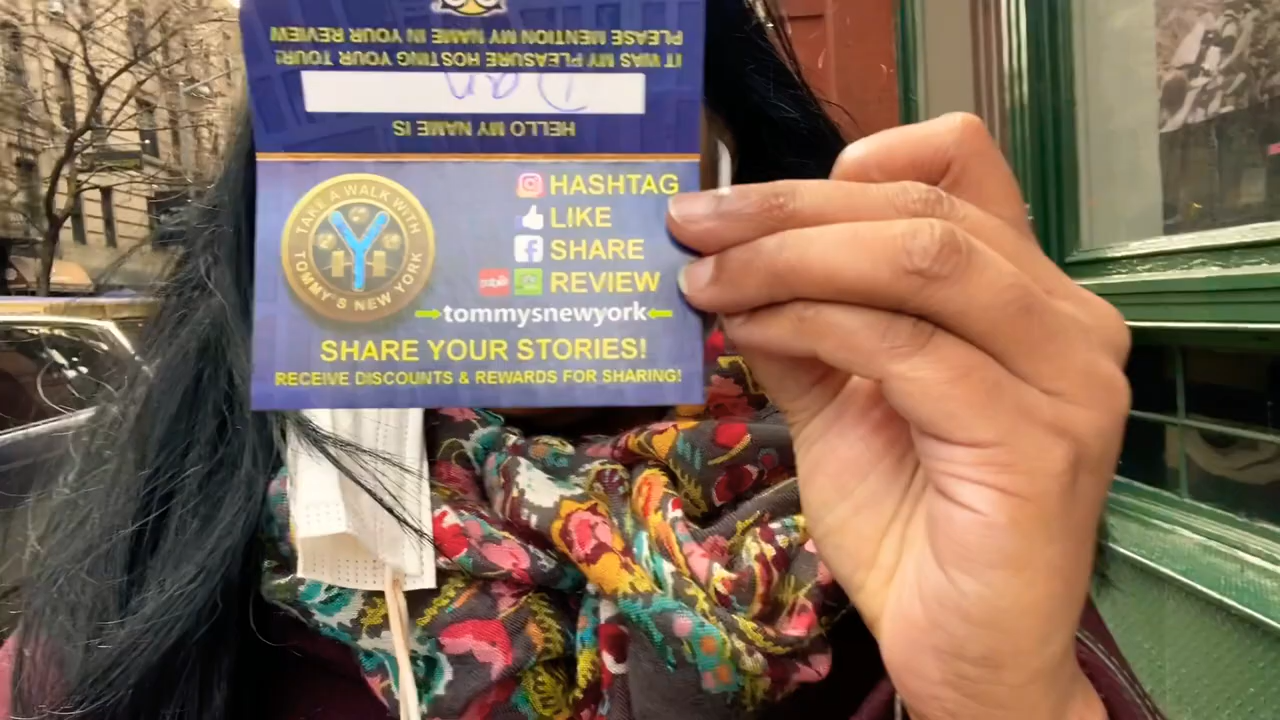 PLEASE MENTION MY NAME IN YOUR REVIEW
IT WAS MY PLEASURE HOSTING YOUR TOUR!
Dan
HELLO MY NAME IS
TAKE A WALK WITH
TOMMY'S NEW YORK
HASHTAG
LIKE
SHARE
REVIEW
tommysnewyork
SHARE YOUR STORIES!
RECEIVE DISCOUNTS & REWARDS FOR SHARING!